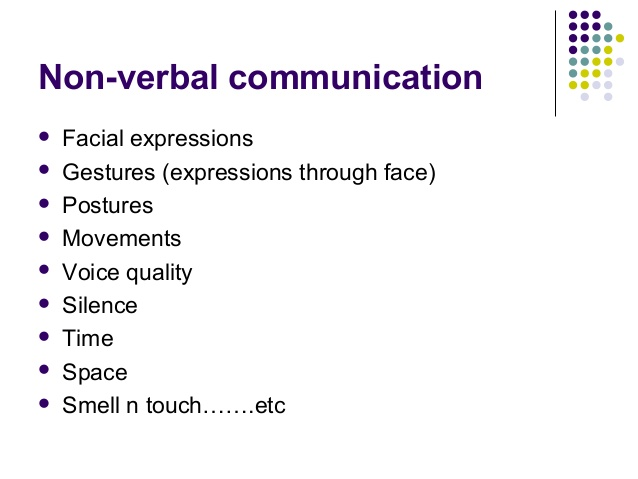 Non-verbal communication
Facial expressions
Gestures (expressions through face)
Postures
Movements
Voice quality
Silence
Time
Space
Smell n touch…….etc